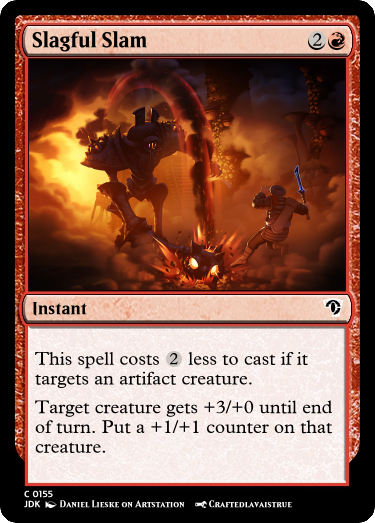 Slagful Slam 2
Instant
This spell costs 2 less to cast if it
targets an artifact creature.
Target creature gets +3/+0 until end
of turn. Put a +1/+1 counter on that
creature.
C 0155
JDK Daniel Lieske on Artstation Craftedlavaistrue